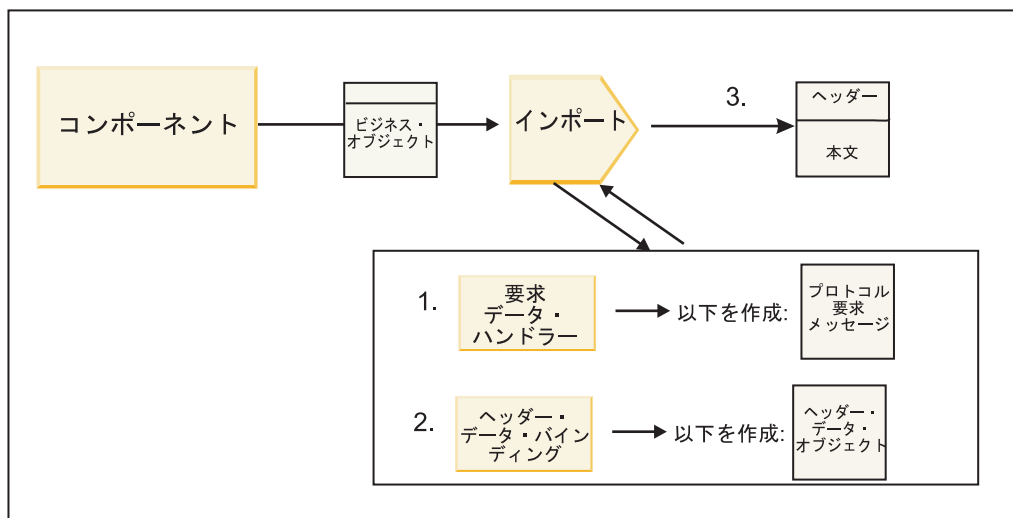 コンポーネント
ビジネス・
オブジェクト
インポート
3.
ヘッダー
本文
1.
要求
データ・
ハンドラー
以下を作成:
プロトコル
要求
メッセージ
2.
ヘッダー・
データ・バイン
ディング
以下を作成:
ヘッダー・
データ・
オブジェクト